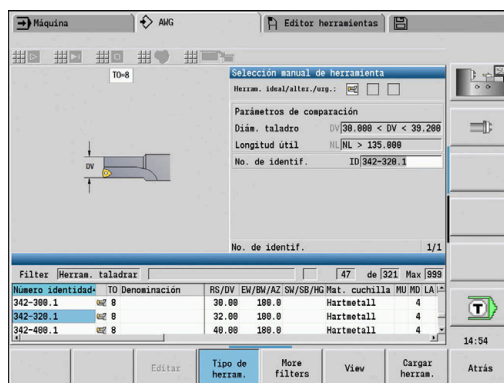 Máquina
AWG
Editor herramientas
TO=8
DV
Selección manual de herramienta
Herram. ideal/alter./urg.:
Parámetros de comparación
Diám. taladro DV 30.000 < DV < 39.200
Longitud útil NL NL > 135.000
No. de identif. ID 342-320.1
No. de identif. 1/1
Filter Herram. taladrar 47 de 321 Max 999
Número identidad TO Denominación RS/DV EW/BW/AZ SW/SB/HG Mat. cuchilla MU MD LA
342-300.1 8 30.00 180.0 Hartmetall 4
342-320.1 8 32.00 180.0 Hartmetall 4
342-400.1 8 40.00 180.0 Hartmetall 4
T
14:54
Editar
Tipo de herram.
More filters
View
Cargar herram.
Atrás